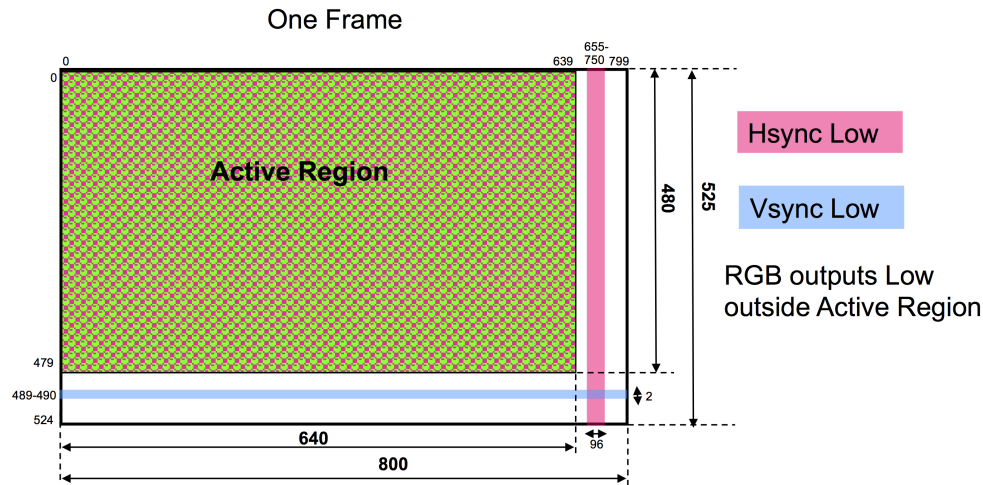 One Frame
0
639
655-
750
799
0
Active Region
Hsync Low
480
525
Vsync Low
RGB outputs Low
outside Active Region
479
489-490
2
524
640
96
800